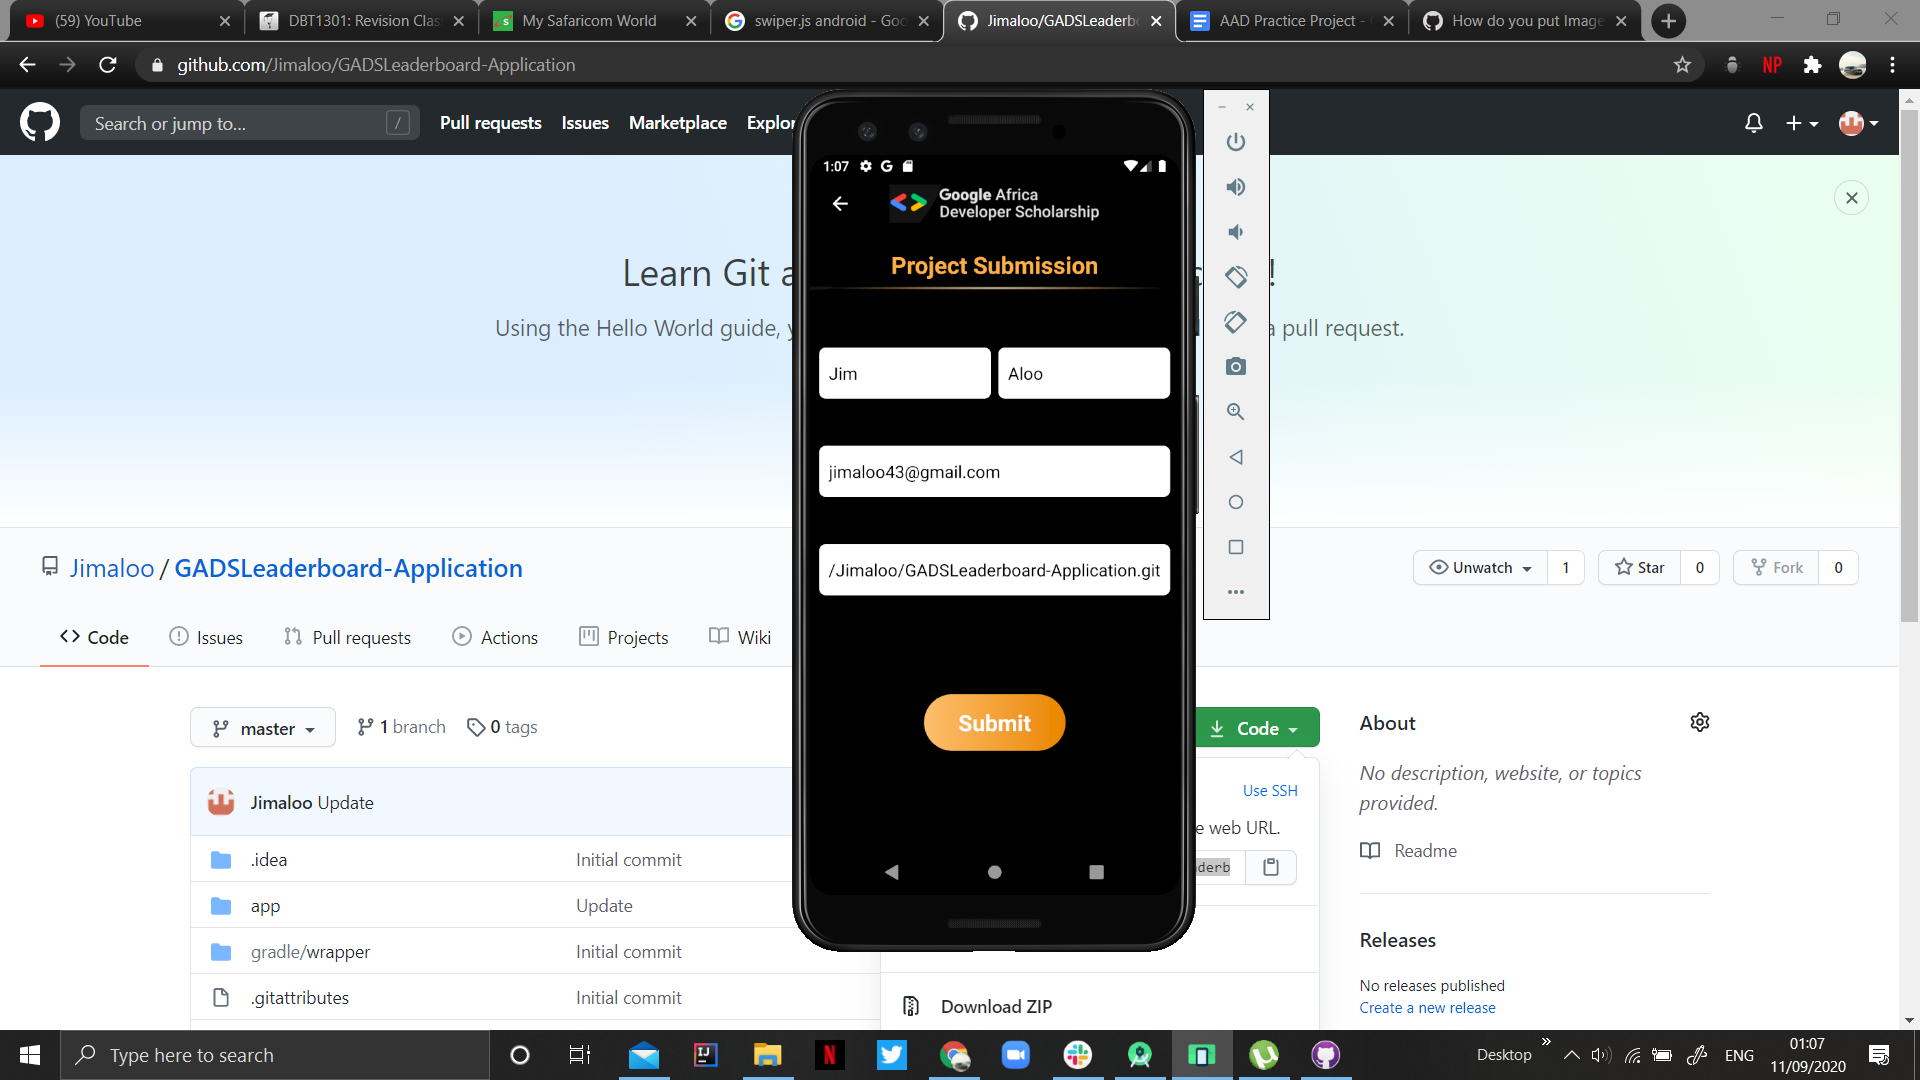 (59) YouTube
DBT1301: Revision Clas
My Safaricom World
swiper.js android - Goo
Jimaloo/GADSLeaderbo
AAD Practice Project -
How do you put Image
github.com/Jimaloo/GADSLeaderboard-Application
NP
Search or jump to...
/
Pull requests
Issues
Marketplace
Explor
1:07
Google Africa
Developer Scholarship
Project Submission
Learn Git a
!
Using the Hello World guide, y
a pull request.
Jim
Aloo
jimaloo43@gmail.com
/Jimaloo/GADSLeaderboard-Application.git
Submit
Jimaloo / GADSLeaderboard-Application
Unwatch
1
Star
0
Fork
0
Code
Issues
Pull requests
Actions
Projects
Wiki
master
1 branch
0 tags
Code
About
No description, website, or topics
provided.
Use SSH
e web URL.
aderb
Readme
Jimaloo Update
.idea
Initial commit
app
Update
gradle/wrapper
Initial commit
.gitattributes
Initial commit
Download ZIP
Releases
No releases published
Create a new release
Type here to search
Desktop
ENG
01:07
11/09/2020